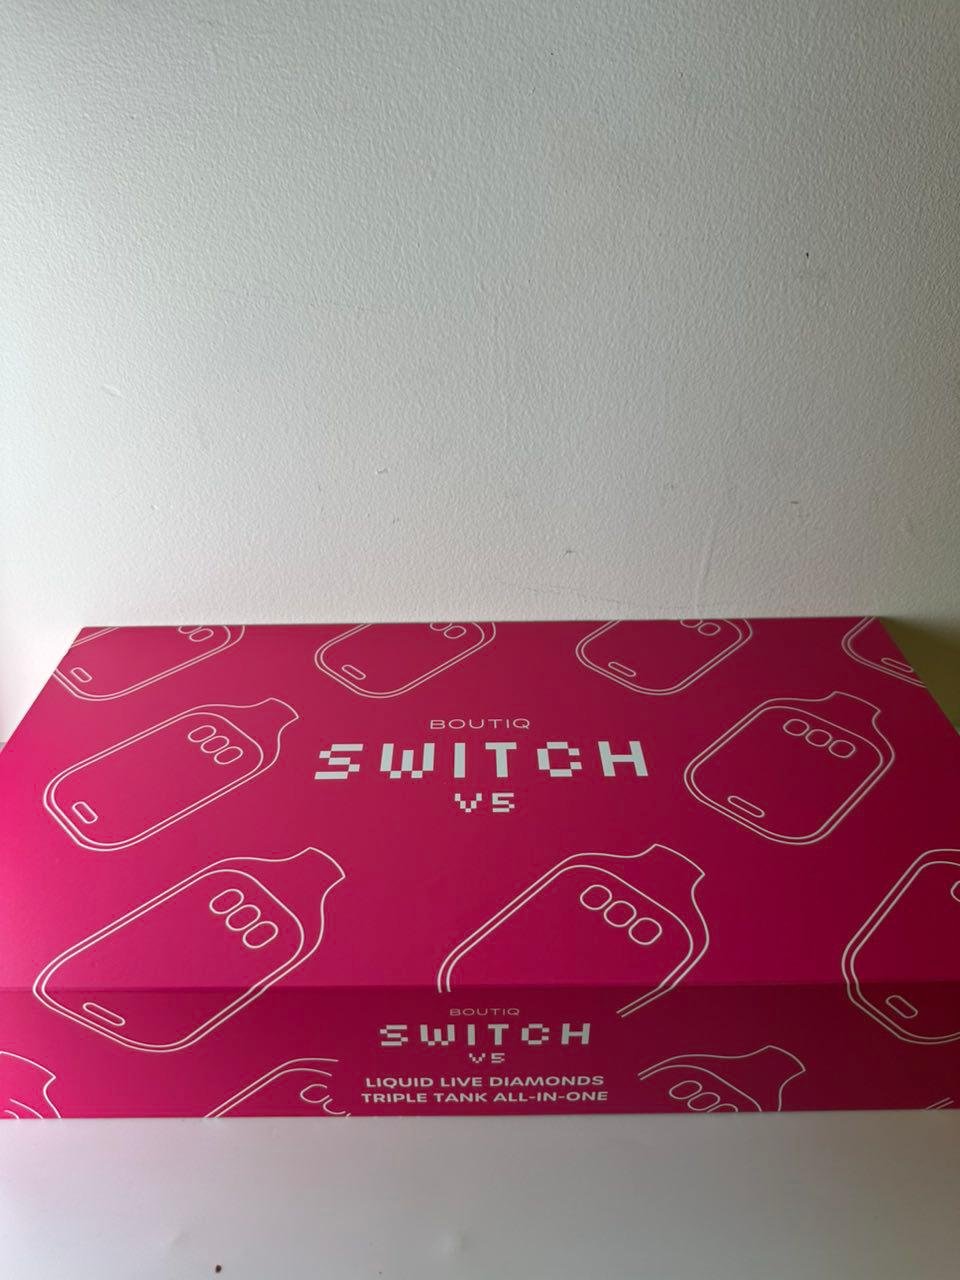 BOUTIQ
SWITCH
V5
BOUTIQ
SWITCH
V5
LIQUID LIVE DIAMONDS
TRIPLE TANK ALL-IN-ONE